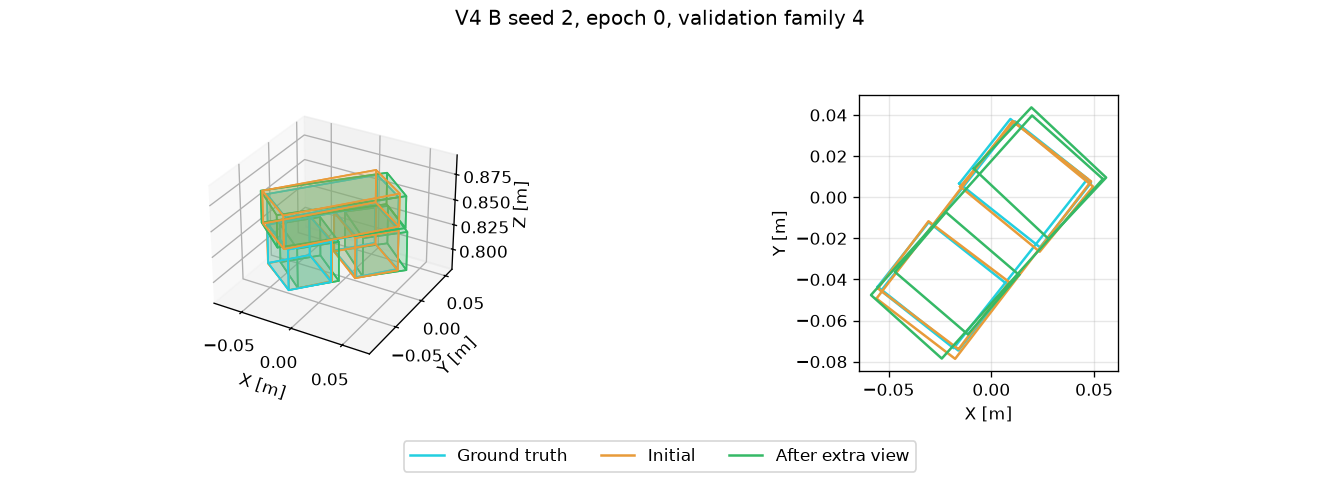 V4 B seed 2, epoch 0, validation family 4
0.875
0.850
0.825
0.800
Z [m]
0.05
0.00
−0.05
Y [m]
−0.05
0.00
0.05
X [m]
0.04
0.02
0.00
−0.02
−0.04
−0.06
−0.08
Y [m]
−0.05
0.00
0.05
X [m]
Ground truth
Initial
After extra view